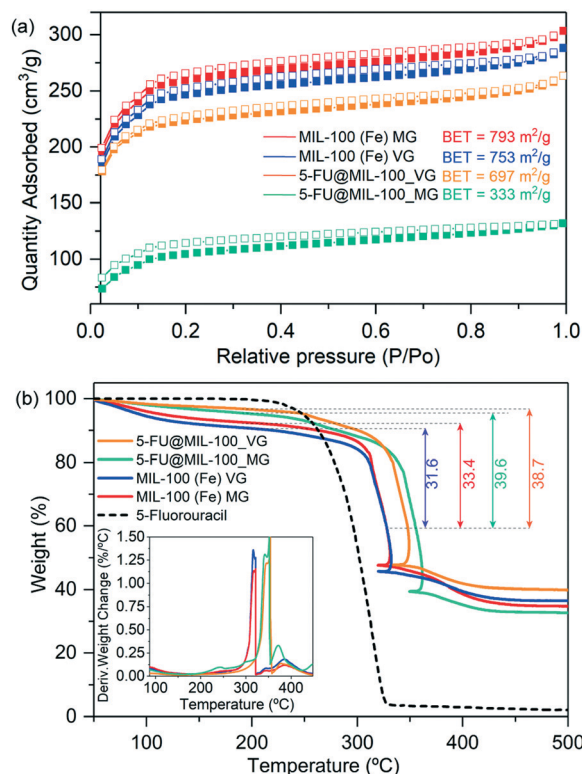 (a)
300
250
200
150
100
Quantity Adsorbed (cm³/g)
MIL-100 (Fe) MG BET = 793 m²/g
MIL-100 (Fe) VG BET = 753 m²/g
5-FU@MIL-100_VG BET = 697 m²/g
5-FU@MIL-100_MG BET = 333 m²/g
0.0 0.2 0.4 0.6 0.8 1.0
Relative pressure (P/Po)
(b)
100
80
60
40
20
0
Weight (%)
5-FU@MIL-100_VG
5-FU@MIL-100_MG
MIL-100 (Fe) VG
MIL-100 (Fe) MG
5-Fluorouracil
31.6
33.4
39.6
38.7
1.50
1.25
1.00
0.75
0.50
0.25
0.00
Deriv.Weight Change (%/ºC)
100 200 300 400
Temperature (ºC)
100 200 300 400 500
Temperature (ºC)